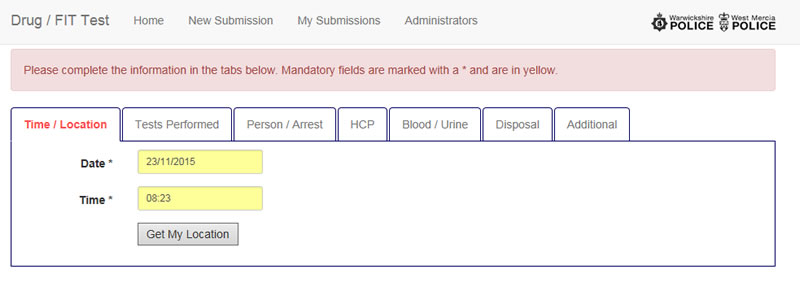 Drug / FIT Test Home New Submission My Submissions Administrators Warwickshire POLICE West Mercia POLICE
Please complete the information in the tabs below. Mandatory fields are marked with a * and are in yellow.
Time / Location Tests Performed Person / Arrest HCP Blood / Urine Disposal Additional
Date * 23/11/2015
Time * 08:23
Get My Location